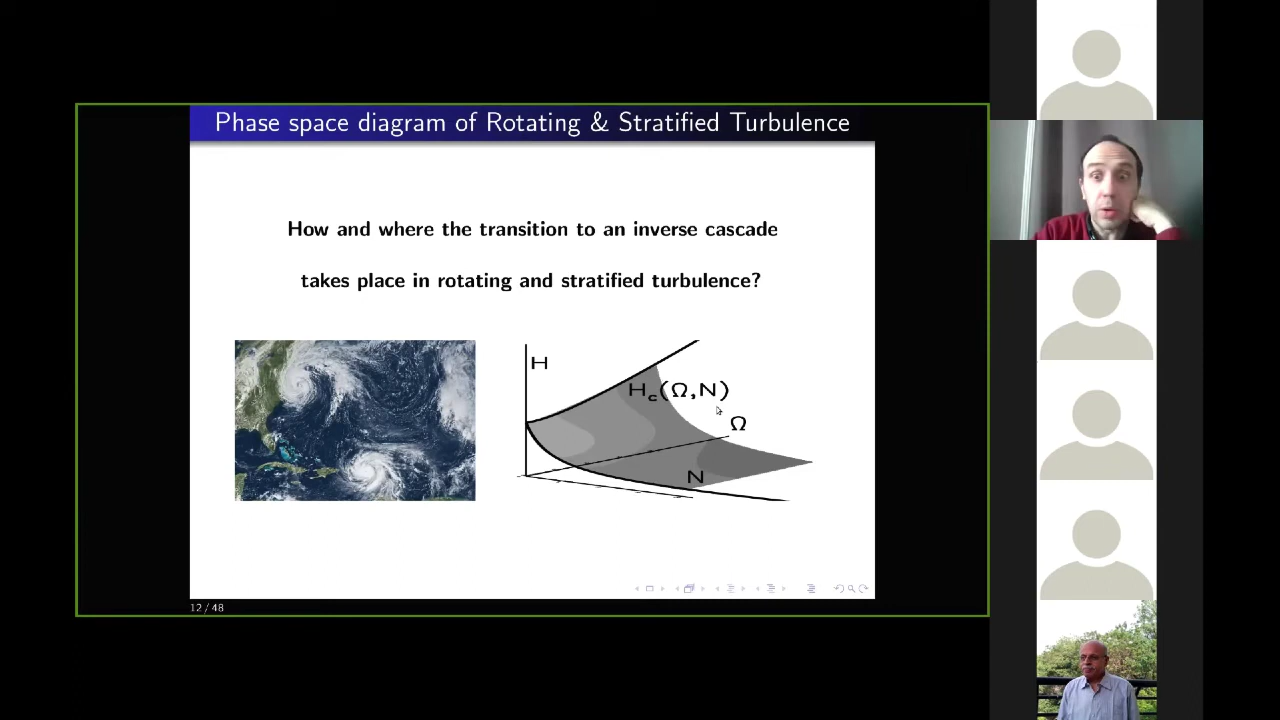 Phase space diagram of Rotating & Stratified Turbulence
How and where the transition to an inverse cascade
takes place in rotating and stratified turbulence?
H
H_c(Ω,N)
Ω
N
12 / 48